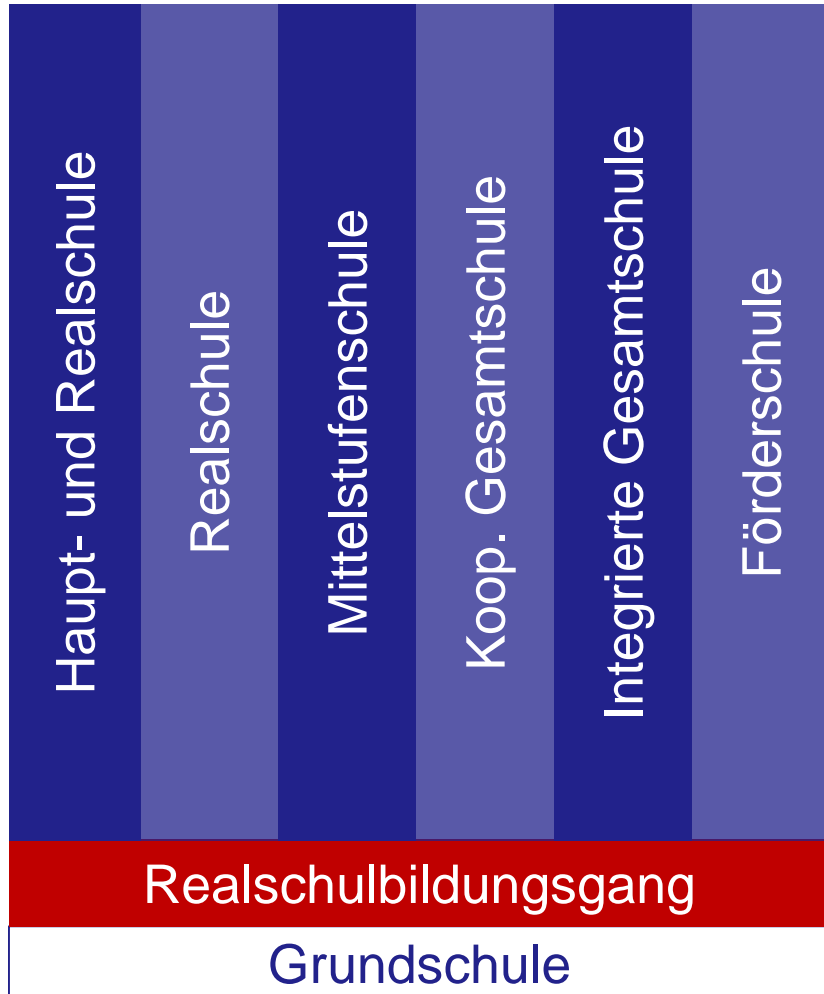 Haupt- und Realschule
Realschule
Mittelstufenschule
Koop. Gesamtschule
Integrierte Gesamtschule
Förderschule
Realschulbildungsgang
Grundschule